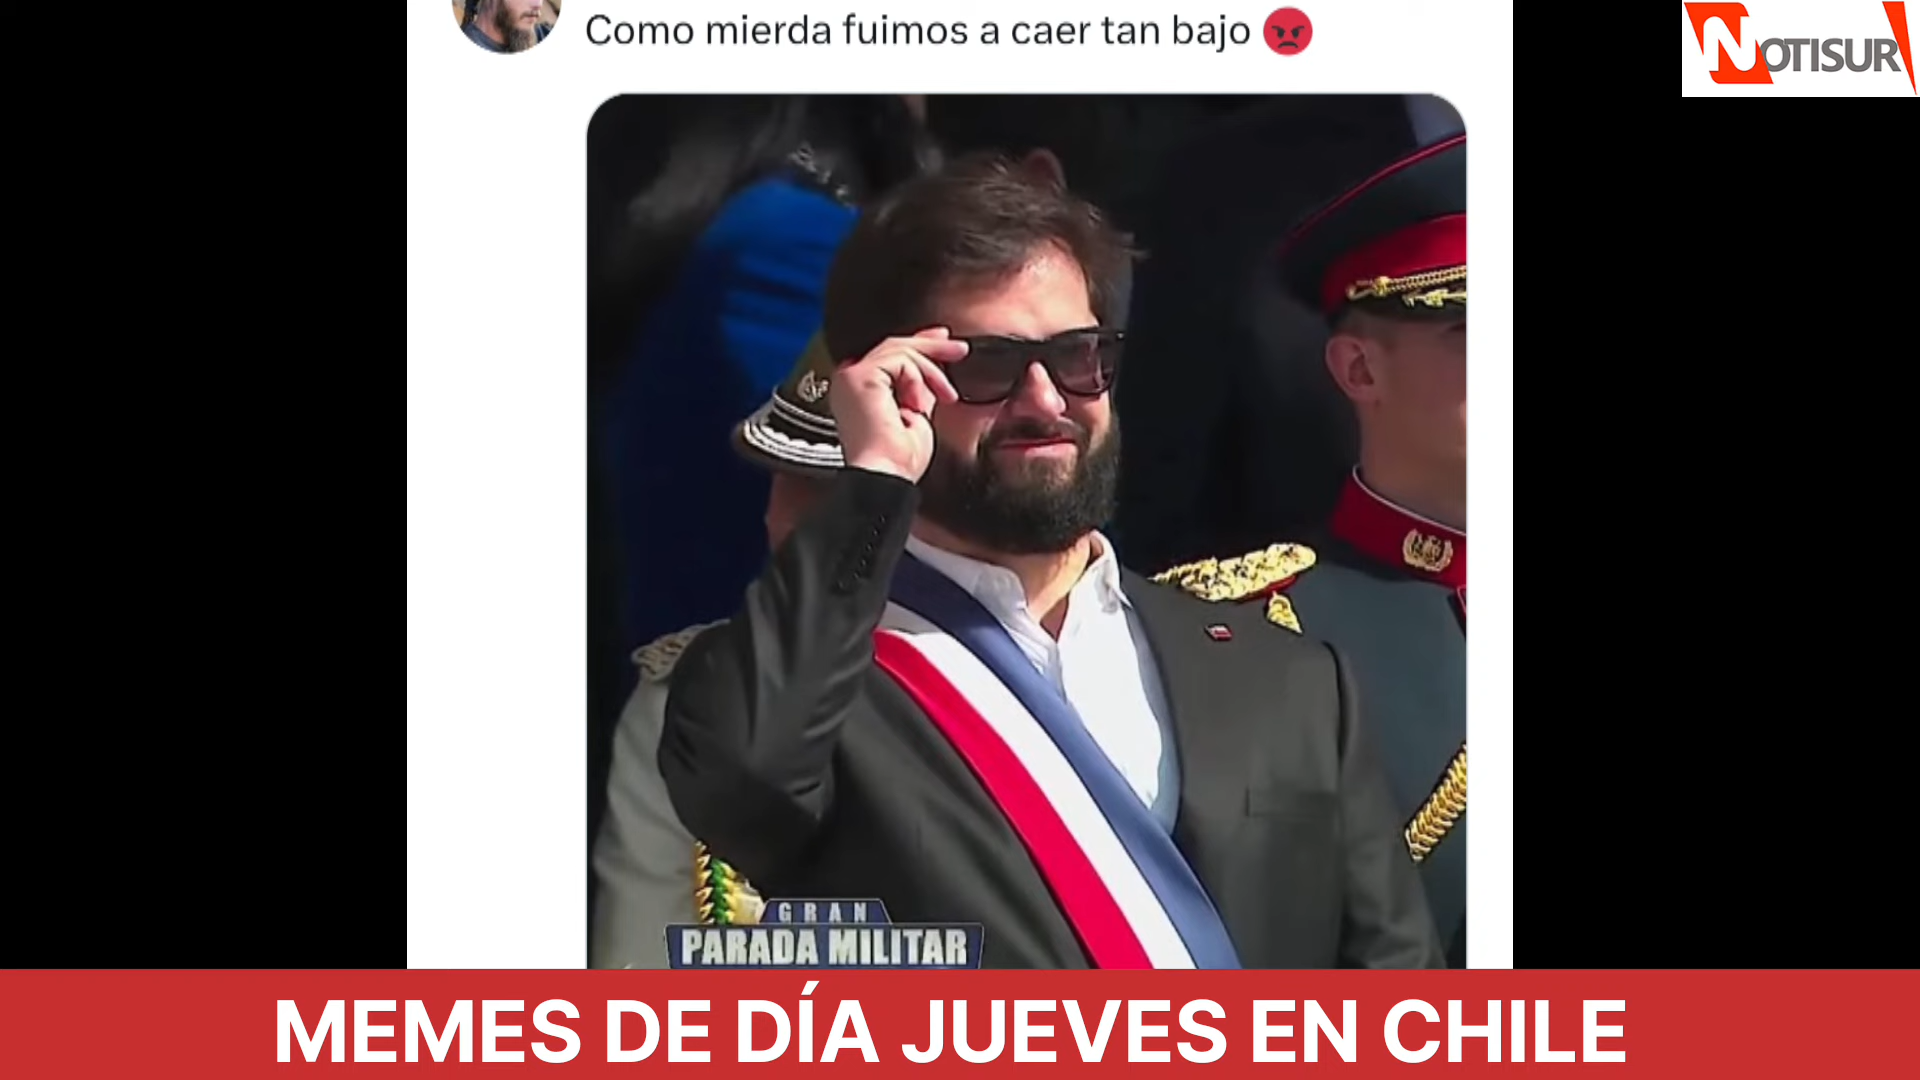 Como mierda fuimos a caer tan bajo 😡
NOTISUR
GRAN
PARADA MILITAR
MEMES DE DÍA JUEVES EN CHILE